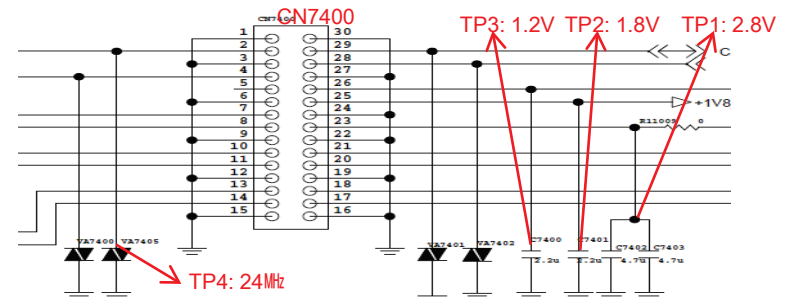 CN7400
CN7400
TP3: 1.2V TP2: 1.8V TP1: 2.8V
1 30
2 29
3 28
4 27
5 26
6 25
7 24
8 23
9 22
10 21
11 20
12 19
13 18
14 17
15 16
C
+1V8
R11009 0
VA7400 VA7405 VA7401 VA7402 C7400 C7401 C7402 C7403
2.2u 2.2u 4.7u 4.7u
TP4: 24㎒